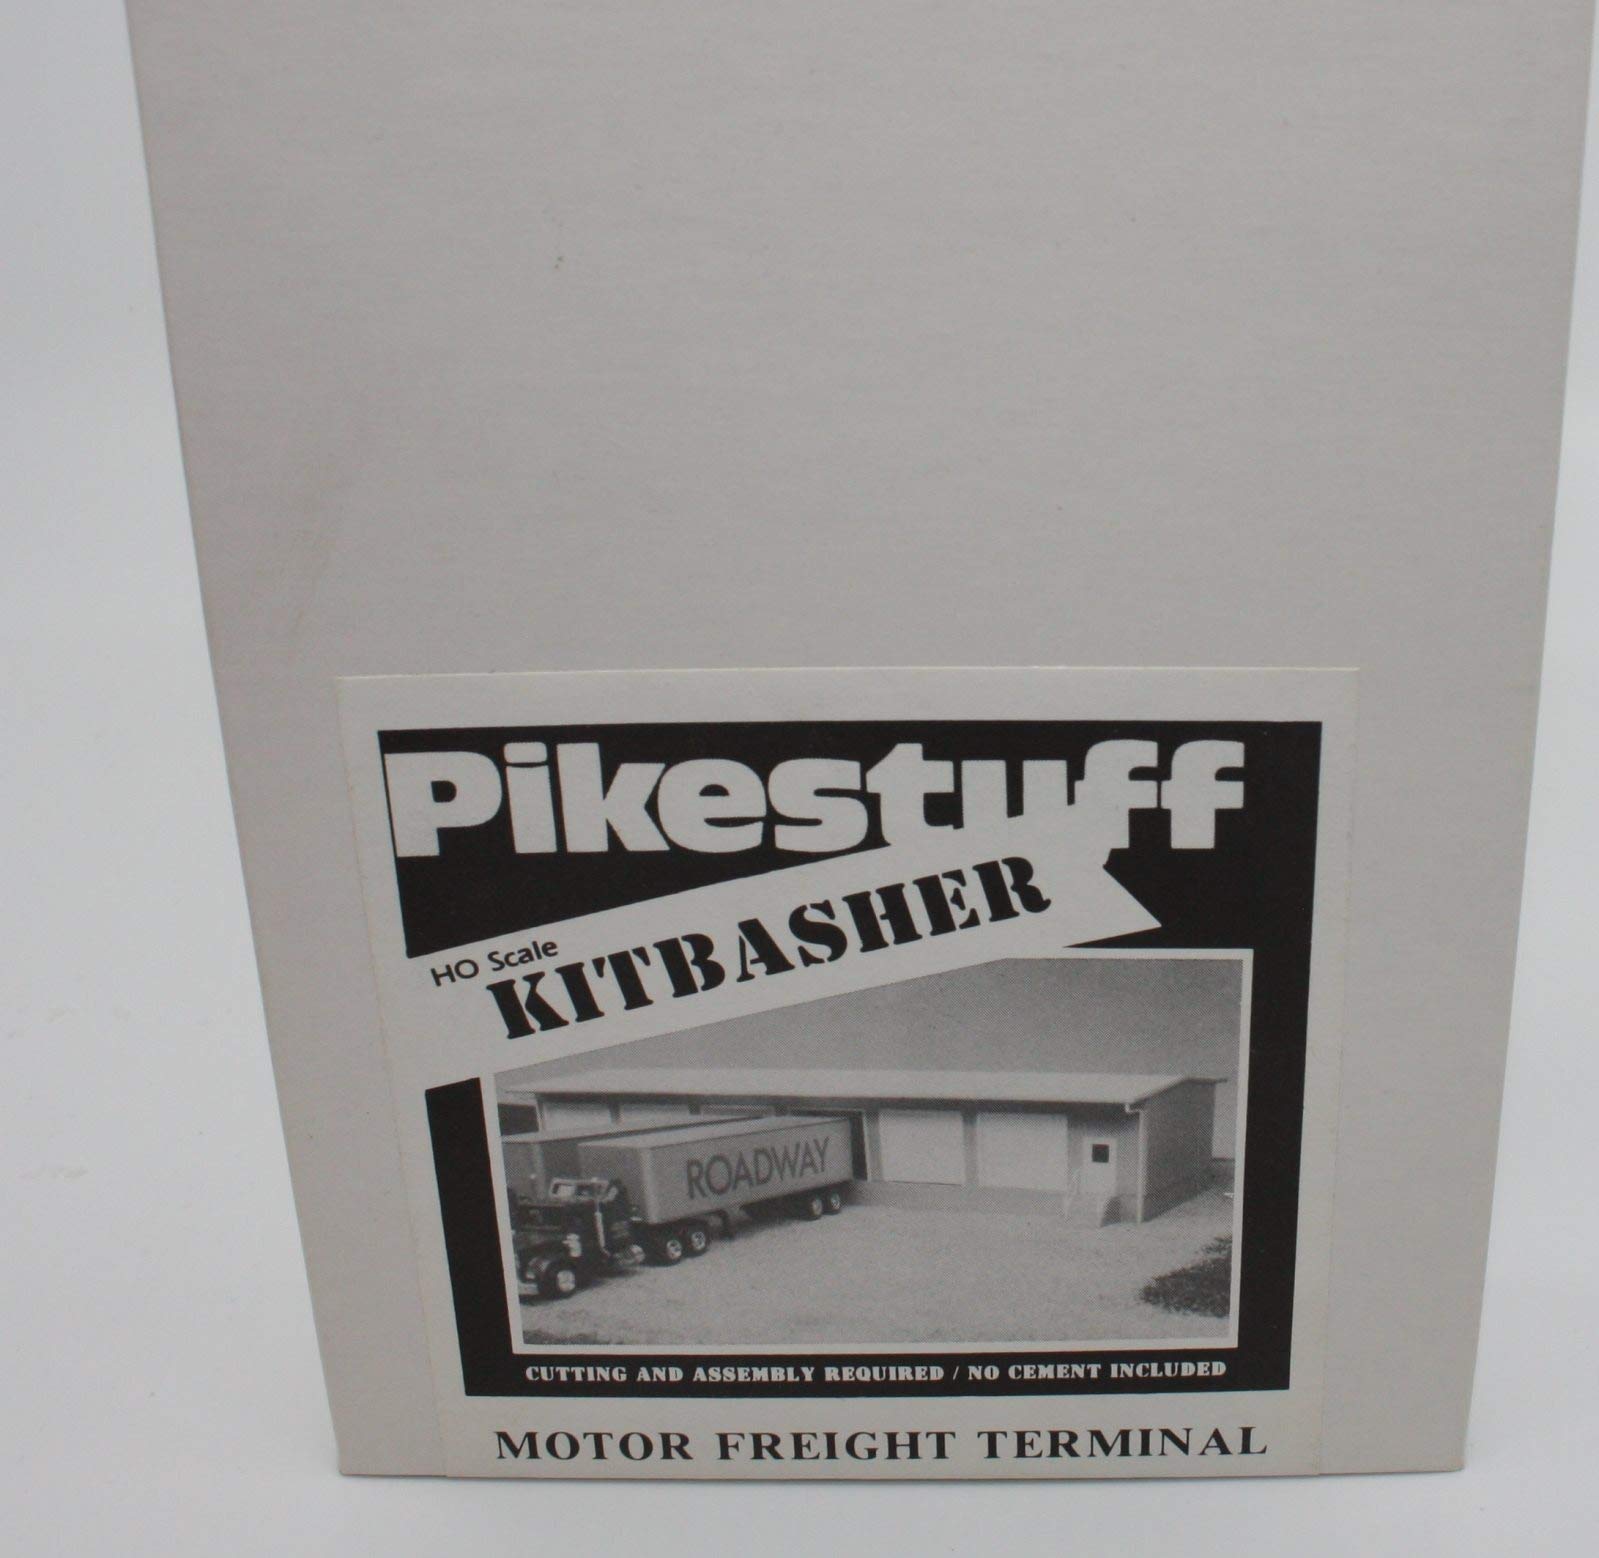 Pikestuff
HO Scale
KITBASHER
ROADWAY
CUTTING AND ASSEMBLY REQUIRED / NO CEMENT INCLUDED
MOTOR FREIGHT TERMINAL